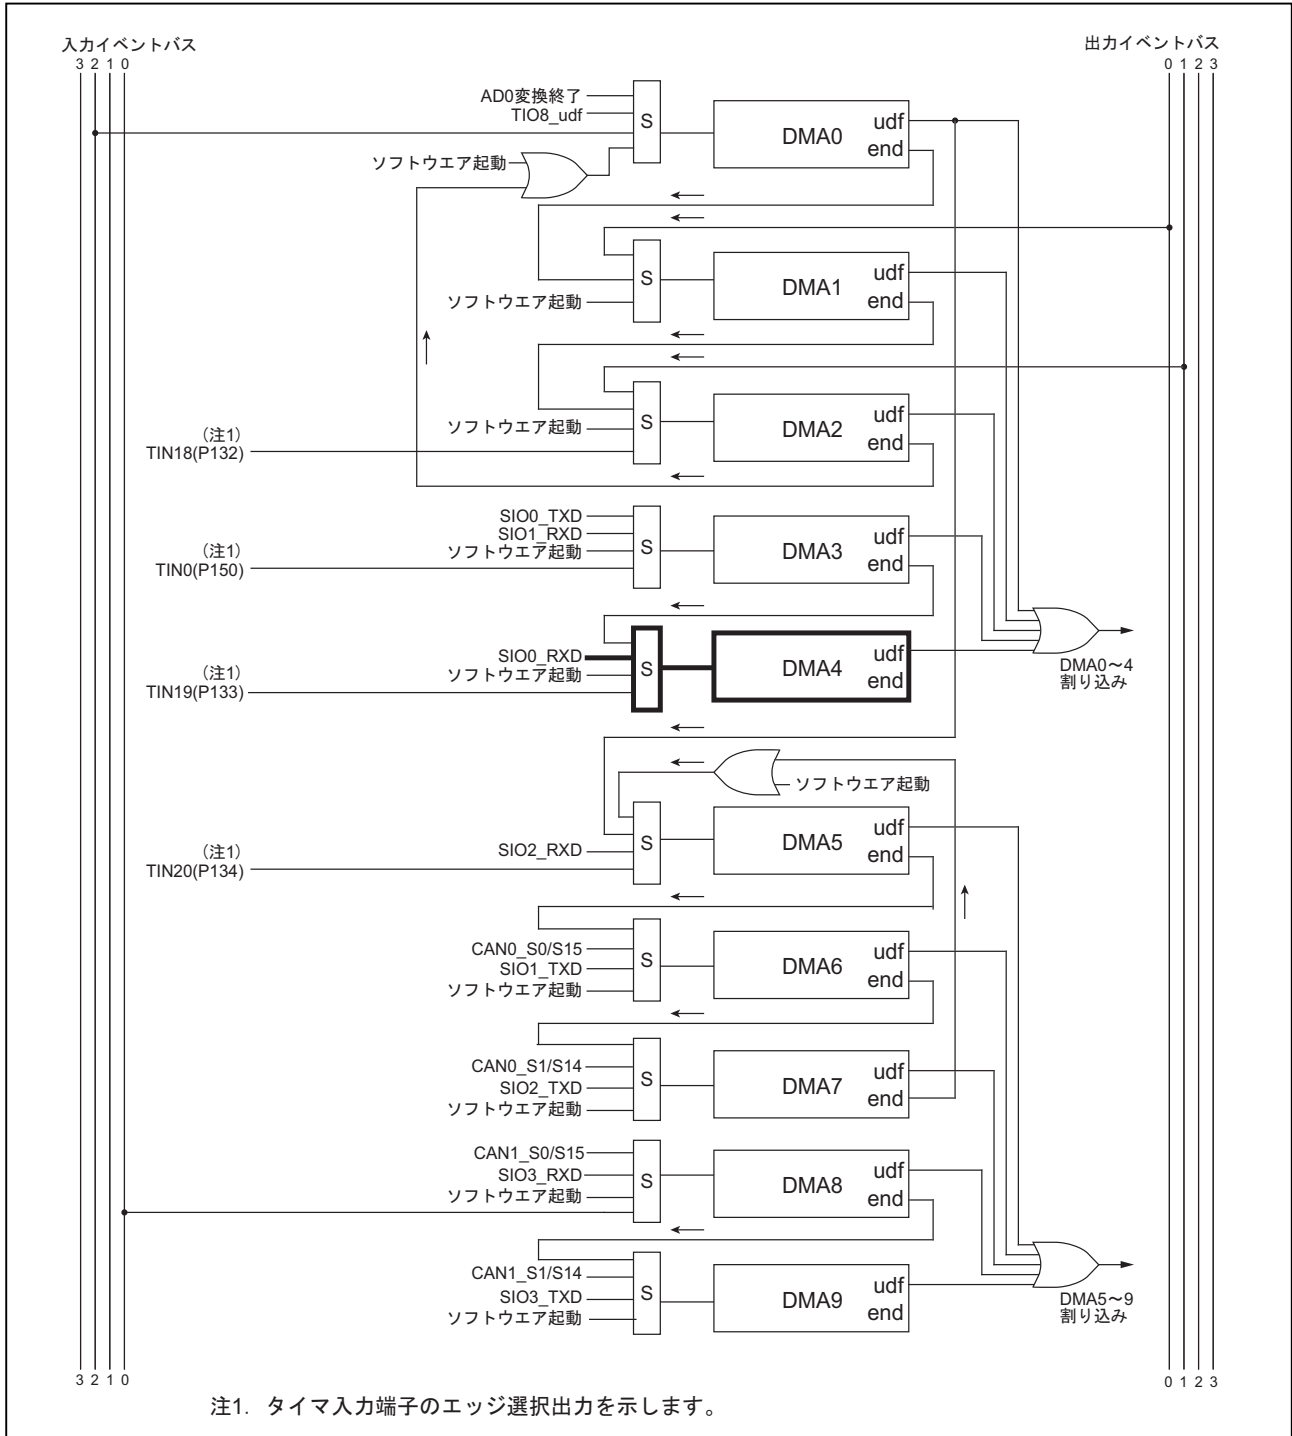 入力イベントバス
3 2 1 0
出力イベントバス
0 1 2 3
AD0変換終了
TIO8_udf
ソフトウエア起動
S
DMA0
udf
end
S
ソフトウエア起動
DMA1
udf
end
S
ソフトウエア起動
(注1)
TIN18(P132)
DMA2
udf
end
SIO0_TXD
SIO1_RXD
ソフトウエア起動
(注1)
TIN0(P150)
S
DMA3
udf
end
SIO0_RXD
ソフトウエア起動
(注1)
TIN19(P133)
S
DMA4
udf
end
DMA0~4
割り込み
ソフトウエア起動
SIO2_RXD
(注1)
TIN20(P134)
S
DMA5
udf
end
CAN0_S0/S15
SIO1_TXD
ソフトウエア起動
S
DMA6
udf
end
CAN0_S1/S14
SIO2_TXD
ソフトウエア起動
S
DMA7
udf
end
CAN1_S0/S15
SIO3_RXD
ソフトウエア起動
S
DMA8
udf
end
CAN1_S1/S14
SIO3_TXD
ソフトウエア起動
S
DMA9
udf
end
DMA5~9
割り込み
3 2 1 0
0 1 2 3
注1. タイマ入力端子のエッジ選択出力を示します。